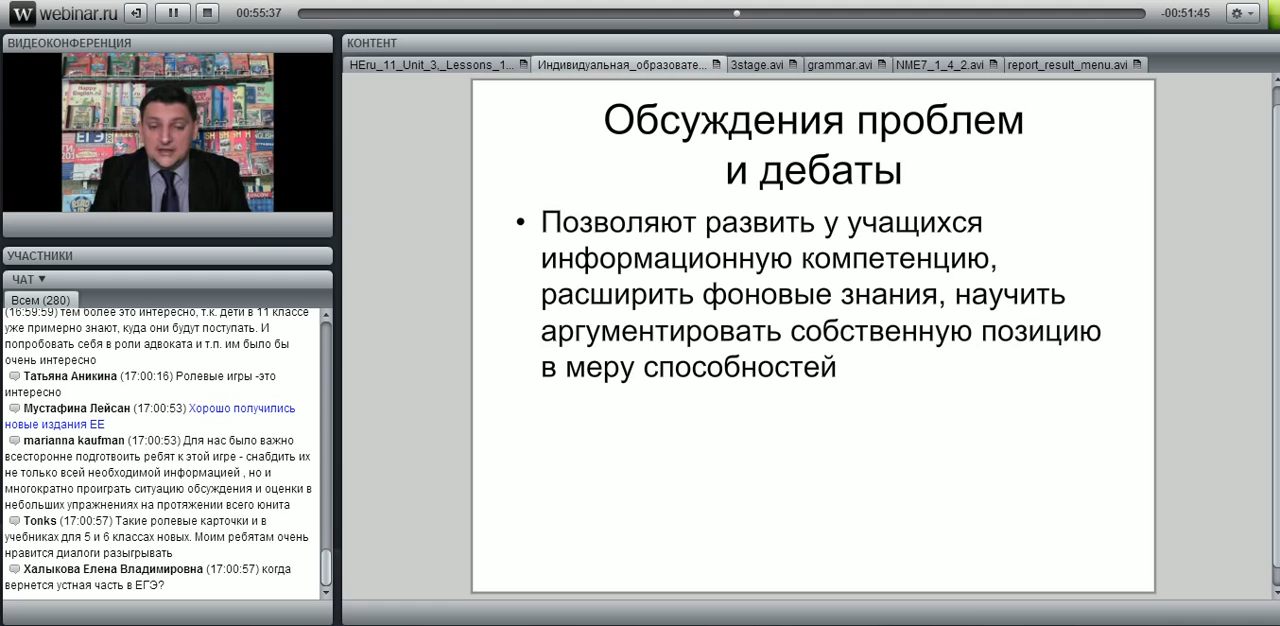 W webinar.ru
00:55:37
-00:51:45
ВИДЕОКОНФЕРЕНЦИЯ
Happy
English.ru
ЕГЭ
УЧАСТНИКИ
ЧАТ ▼
Всем (280)
(16:59:59) тем более это интересно, т.к. дети в 11 классе
уже примерно знают, куда они будут поступать. И
попробовать себя в роли адвоката и т.п. им было бы
очень интересно
Татьяна Аникина (17:00:16) Ролевые игры -это
интересно
Мустафина Лейсан (17:00:53) Хорошо получились
новые издания ЕЕ
marianna kaufman (17:00:53) Для нас было важно
всесторонне подготвоить ребят к этой игре - снабдить их
не только всей необходимой информацией , но и
многократно проиграть ситуацию обсуждения и оценки в
небольших упражнениях на протяжении всего юнита
Tonks (17:00:57) Такие ролевые карточки и в
учебниках для 5 и 6 классах новых. Моим ребятам очень
нравится диалоги разыгрывать
Халыкова Елена Владимировна (17:00:57) когда
вернется устная часть в ЕГЭ?
КОНТЕНТ
HEru_11_Unit_3,_Lessons_1... Индивидуальная_образовате... 3stage.avi grammar.avi NME7_1_4_2.avi report_result_menu.avi
Обсуждения проблем
и дебаты
• Позволяют развить у учащихся
информационную компетенцию,
расширить фоновые знания, научить
аргументировать собственную позицию
в меру способностей